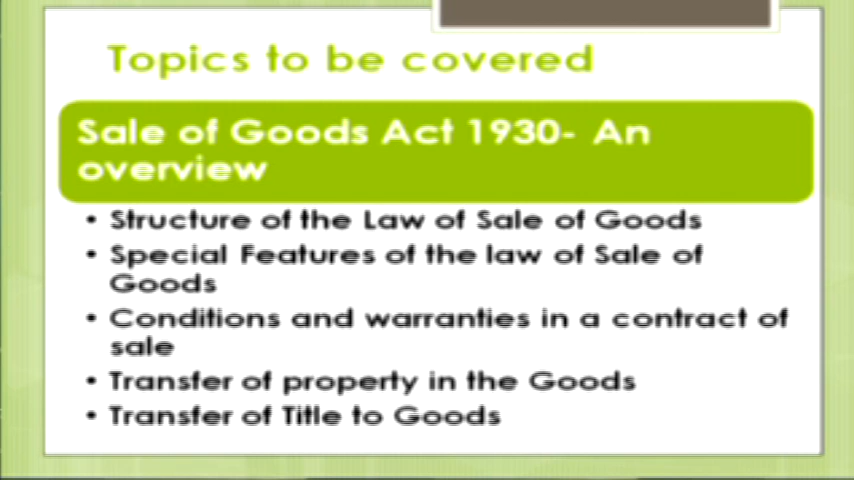 Topics to be covered
Sale of Goods Act 1930- An
overview
• Structure of the Law of Sale of Goods
• Special Features of the law of Sale of
Goods
• Conditions and warranties in a contract of
sale
• Transfer of property in the Goods
• Transfer of Title to Goods